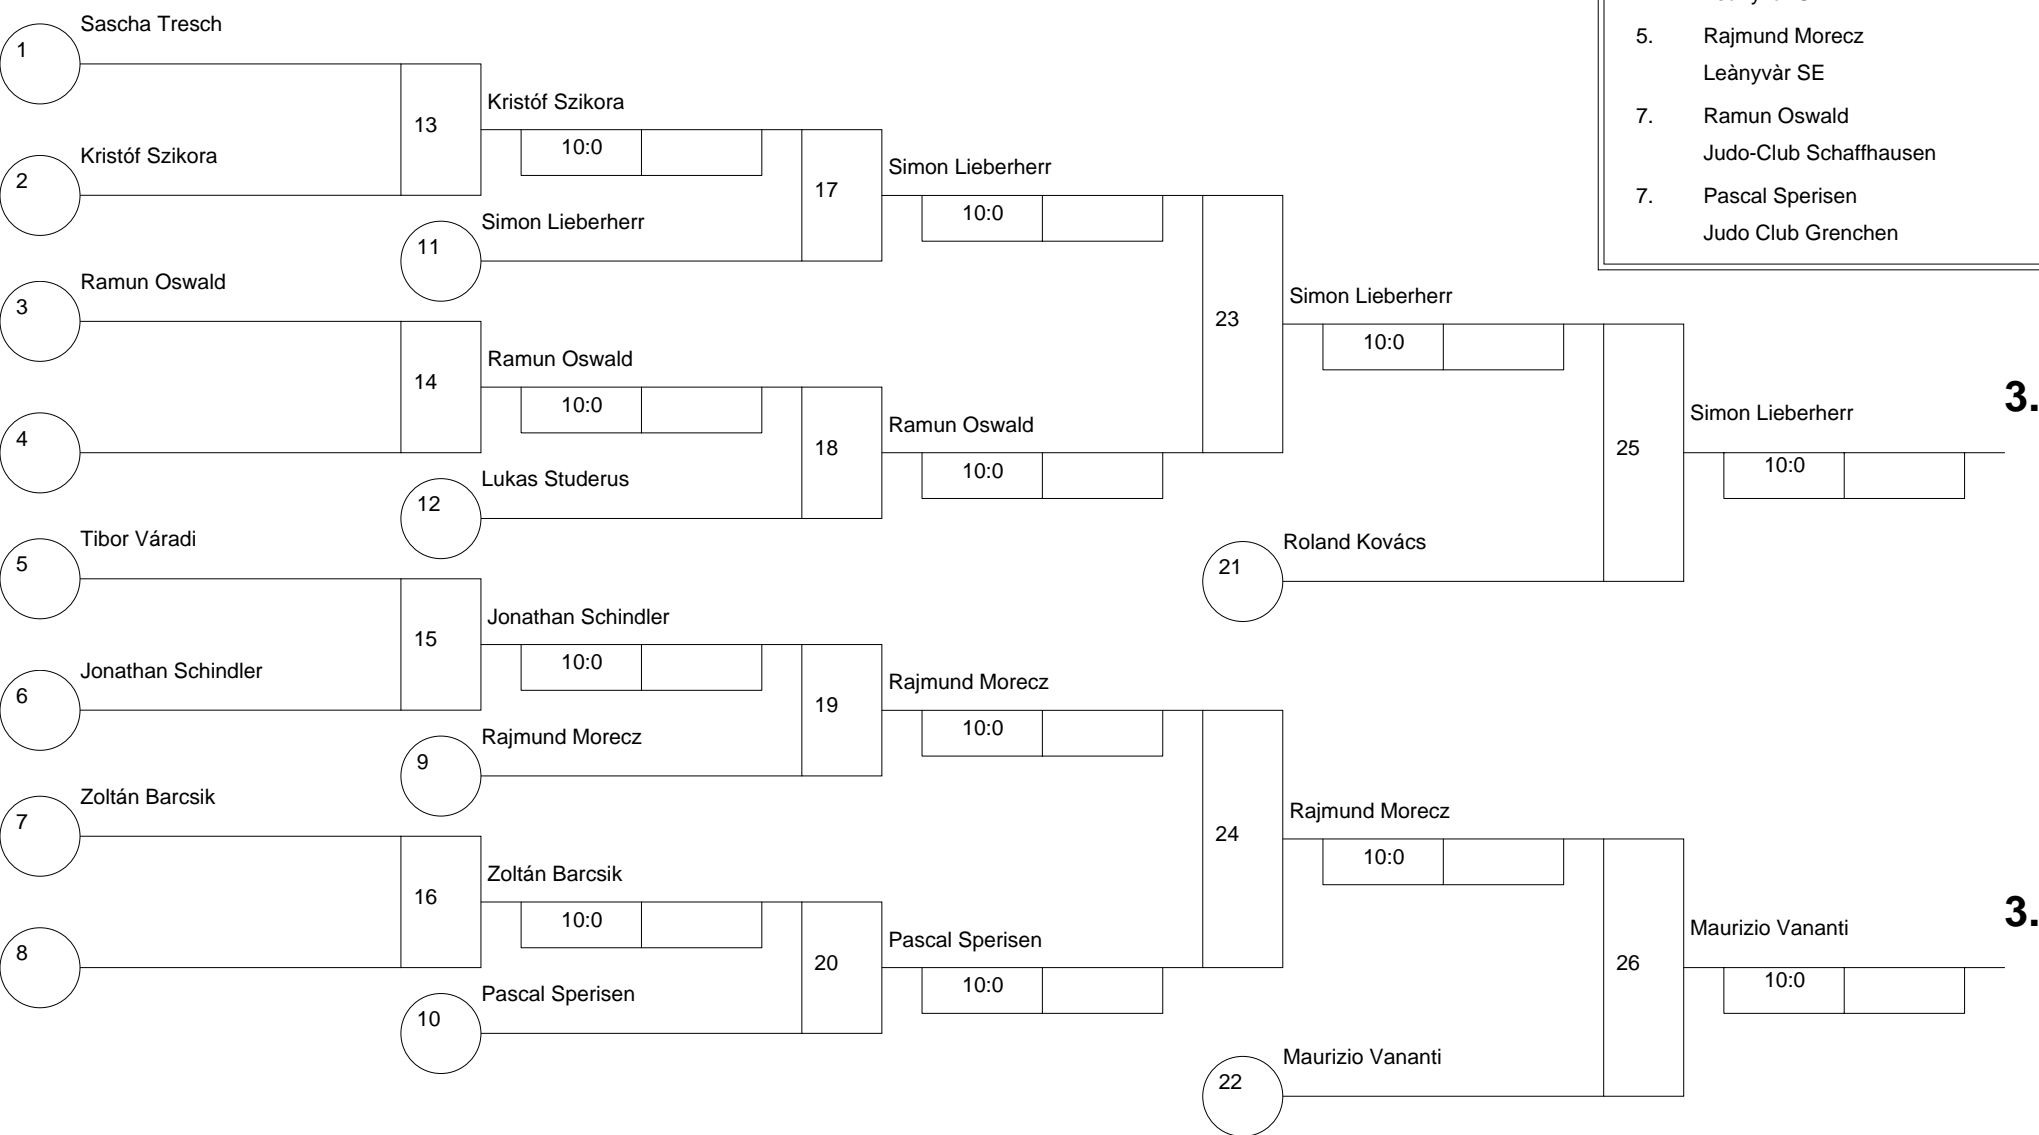 Sascha Tresch
1
13
Kristóf Szikora
10:0
Kristóf Szikora
2
17
Simon Lieberherr
10:0
Simon Lieberherr
11
Ramun Oswald
3
14
Ramun Oswald
10:0
4
18
Ramun Oswald
10:0
Lukas Studerus
12
23
Simon Lieberherr
10:0
25
Simon Lieberherr
10:0
3.
Roland Kovács
21
Tibor Váradi
5
15
Jonathan Schindler
10:0
Jonathan Schindler
6
19
Rajmund Morecz
10:0
Rajmund Morecz
9
Zoltán Barcsik
7
16
Zoltán Barcsik
10:0
8
20
Pascal Sperisen
10:0
Pascal Sperisen
10
24
Rajmund Morecz
10:0
26
Maurizio Vananti
10:0
3.
Maurizio Vananti
22
5. Rajmund Morecz
Leànyvàr SE
7. Ramun Oswald
Judo-Club Schaffhausen
7. Pascal Sperisen
Judo Club Grenchen